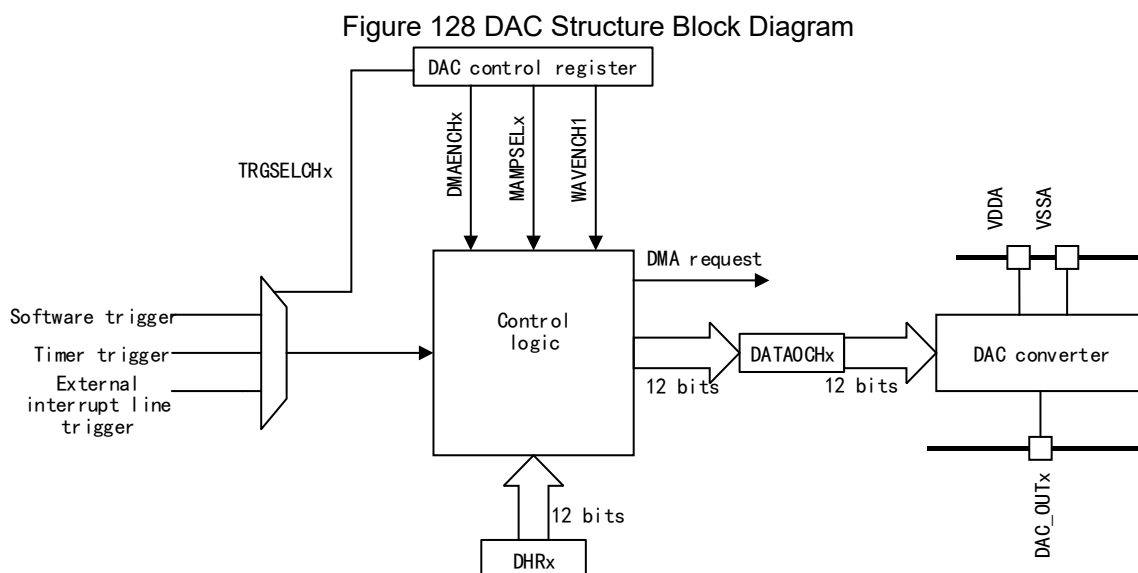 Figure 128 DAC Structure Block Diagram
DAC control register
TRGSELCHx
DMAENCHx
MAMPSELx
WAVENCH1
VDDA
VSSA
DMA request
Software trigger
Timer trigger
External
interrupt line
trigger
Control
logic
DATAOCHx
DAC converter
12 bits
12 bits
12 bits
DHRx
DAC_OUTx